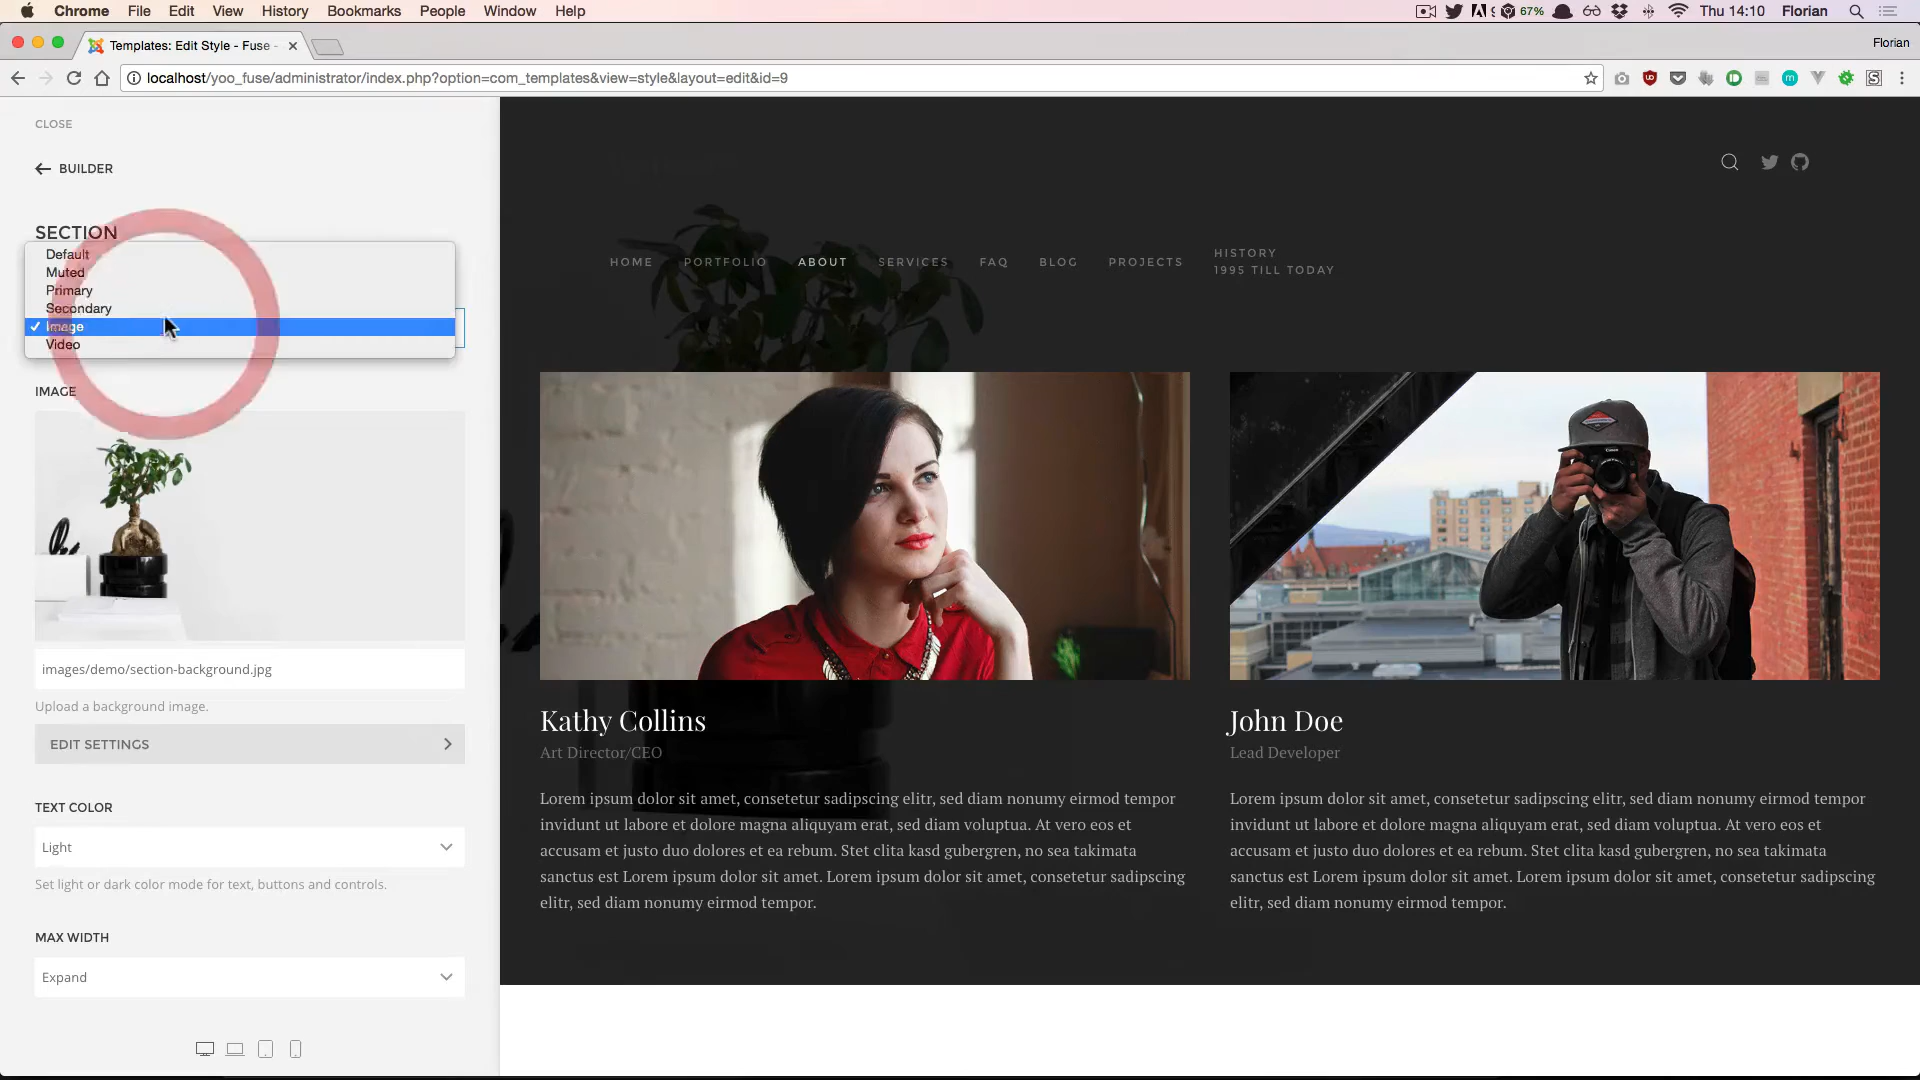 Chrome File Edit View History Bookmarks People Window Help
67% Thu 14:10 Florian
Templates: Edit Style - Fuse -
Florian
localhost/yoo_fuse/administrator/index.php?option=com_templates&view=style&layout=edit&id=9
CLOSE
BUILDER
SECTION
Default
Muted
Primary
Secondary
Image
Video
IMAGE
images/demo/section-background.jpg
Upload a background image.
EDIT SETTINGS
TEXT COLOR
Light
Set light or dark color mode for text, buttons and controls.
MAX WIDTH
Expand
HOME PORTFOLIO ABOUT SERVICES FAQ BLOG PROJECTS HISTORY
1995 TILL TODAY
Kathy Collins
Art Director/CEO
Lorem ipsum dolor sit amet, consetetur sadipscing elitr, sed diam nonumy eirmod tempor
invidunt ut labore et dolore magna aliquyam erat, sed diam voluptua. At vero eos et
accusam et justo duo dolores et ea rebum. Stet clita kasd gubergren, no sea takimata
sanctus est Lorem ipsum dolor sit amet. Lorem ipsum dolor sit amet, consetetur sadipscing
elitr, sed diam nonumy eirmod tempor.
John Doe
Lead Developer
Lorem ipsum dolor sit amet, consetetur sadipscing elitr, sed diam nonumy eirmod tempor
invidunt ut labore et dolore magna aliquyam erat, sed diam voluptua. At vero eos et
accusam et justo duo dolores et ea rebum. Stet clita kasd gubergren, no sea takimata
sanctus est Lorem ipsum dolor sit amet. Lorem ipsum dolor sit amet, consetetur sadipscing
elitr, sed diam nonumy eirmod tempor.